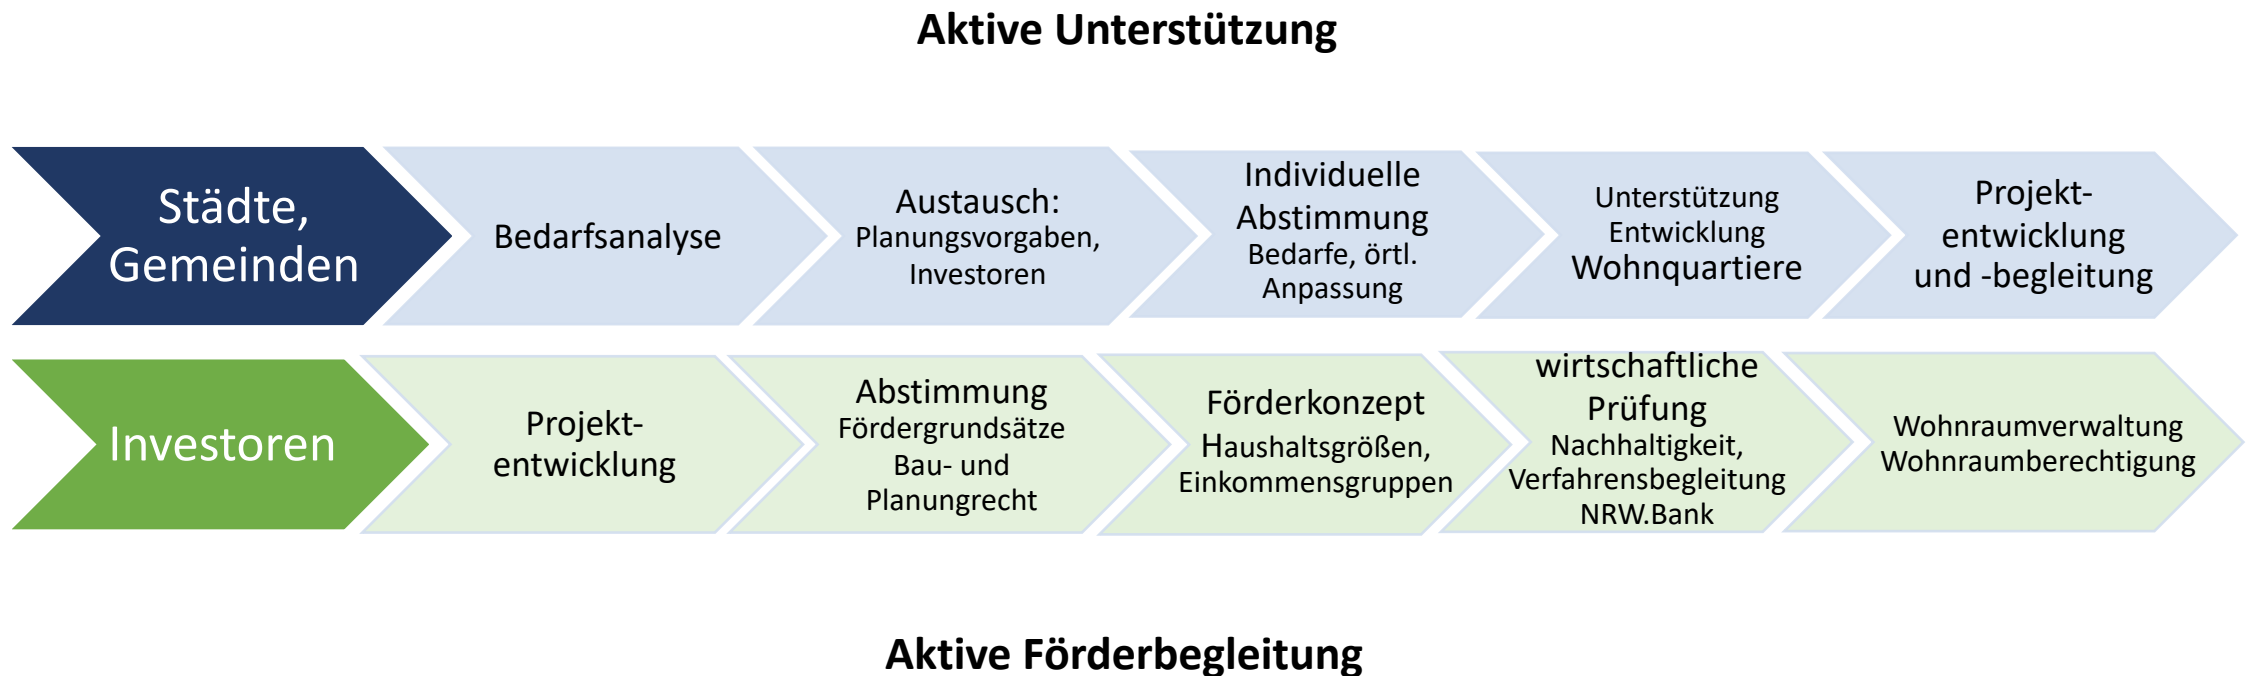 Aktive Unterstützung
Städte,
Gemeinden
Bedarfsanalyse
Austausch:
Planungsvorgaben,
Investoren
Individuelle
Abstimmung
Bedarfe, örtl.
Anpassung
Unterstützung
Entwicklung
Wohnquartiere
Projekt-
entwicklung
und -begleitung
Investoren
Projekt-
entwicklung
Abstimmung
Fördergrundsätze
Bau- und
Planungrecht
Förderkonzept
Haushaltsgrößen,
Einkommensgruppen
wirtschaftliche
Prüfung
Nachhaltigkeit,
Verfahrensbegleitung
NRW.Bank
Wohnraumverwaltung
Wohnraumberechtigung
Aktive Förderbegleitung